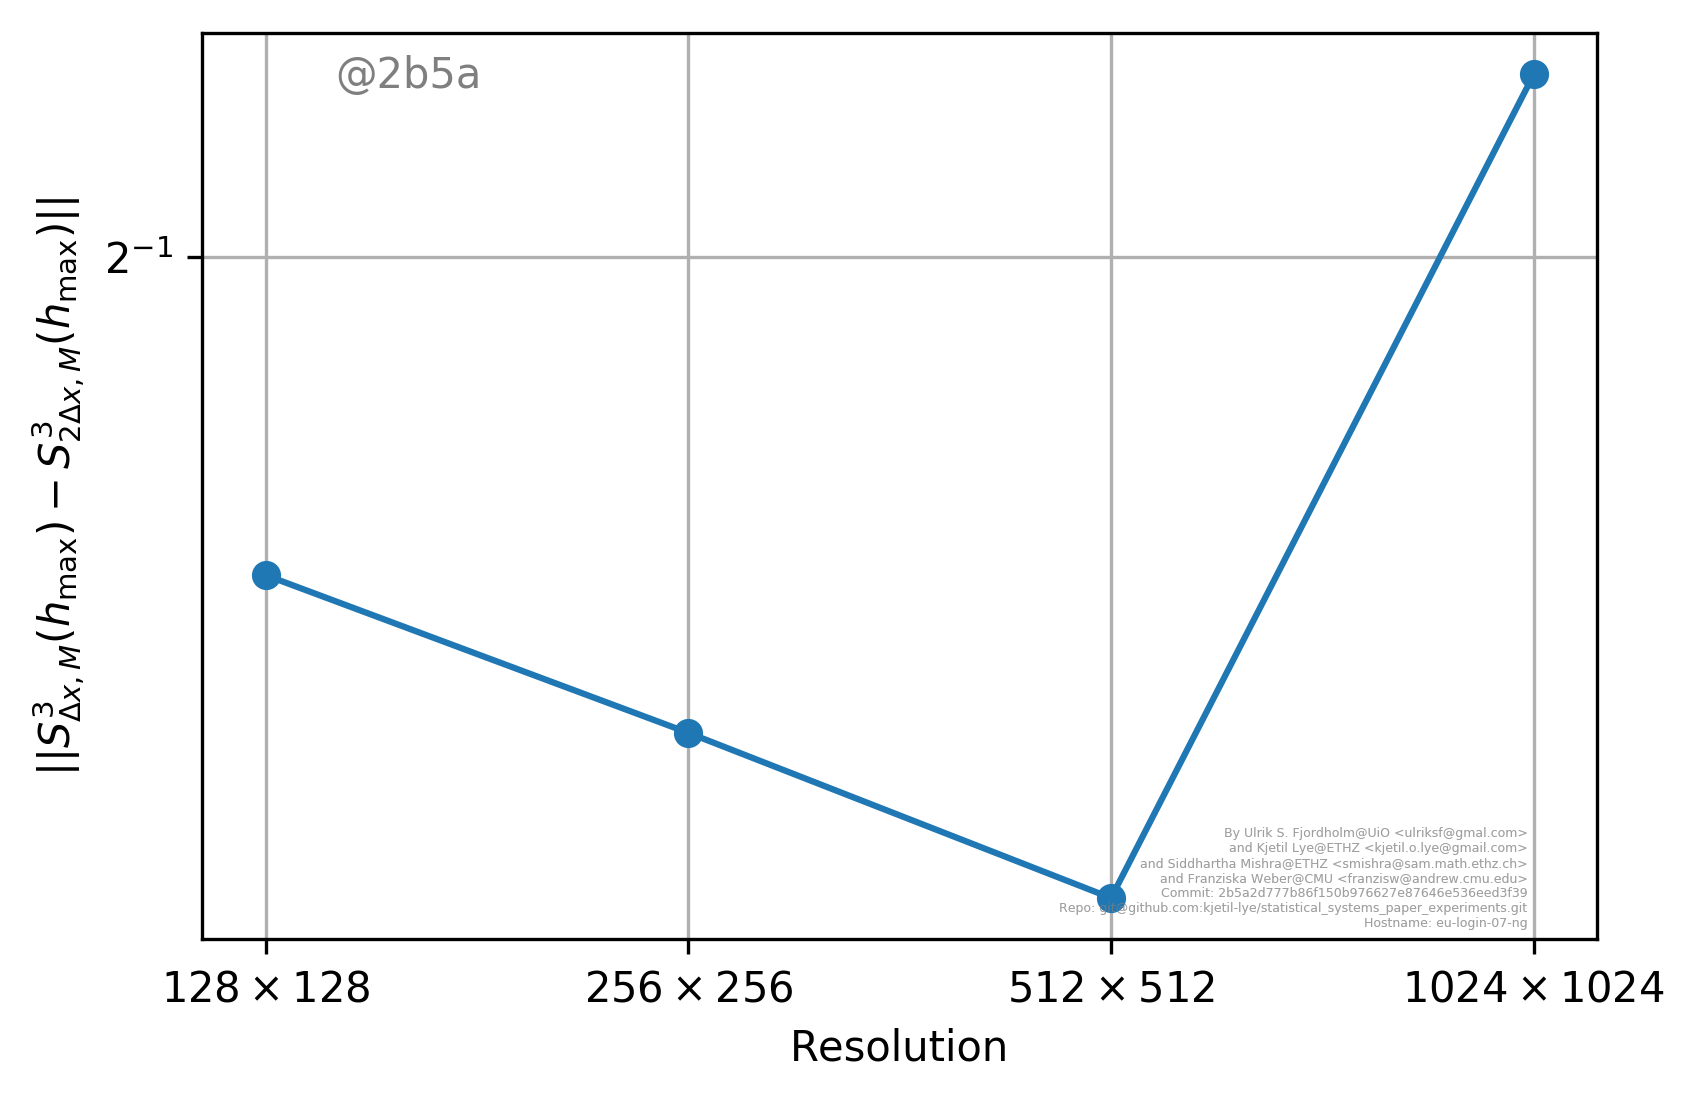 @2b5a
2⁻¹
||S³_{Δx, M}(h_max) − S³_{2Δx, M}(h_max)||
By Ulrik S. Fjordholm@UiO <ulriksf@gmal.com>
and Kjetil Lye@ETHZ <kjetil.o.lye@gmail.com>
and Siddhartha Mishra@ETHZ <smishra@sam.math.ethz.ch>
and Franziska Weber@CMU <franzisw@andrew.cmu.edu>
Commit: 2b5a2d777b86f150b976627e87646e536eed3f39
Repo: git@github.com:kjetil-lye/statistical_systems_paper_experiments.git
Hostname: eu-login-07-ng
128 × 128
256 × 256
512 × 512
1024 × 1024
Resolution